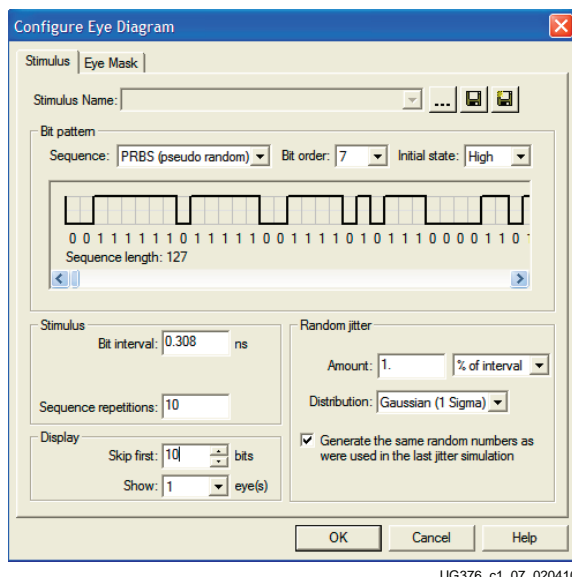 Configure Eye Diagram
Stimulus Eye Mask
Stimulus Name: ...
Bit pattern
Sequence: PRBS (pseudo random) Bit order: 7 Initial state: High
0 0 1 1 1 1 1 1 0 1 1 1 1 1 0 0 1 1 1 1 0 1 0 1 1 1 0 0 0 0 1 1 0
Sequence length: 127
Stimulus
Bit interval: 0.308 ns
Sequence repetitions: 10
Display
Skip first: 10 bits
Show: 1 eye(s)
Random jitter
Amount: 1. % of interval
Distribution: Gaussian (1 Sigma)
Generate the same random numbers as
were used in the last jitter simulation
OK Cancel Help